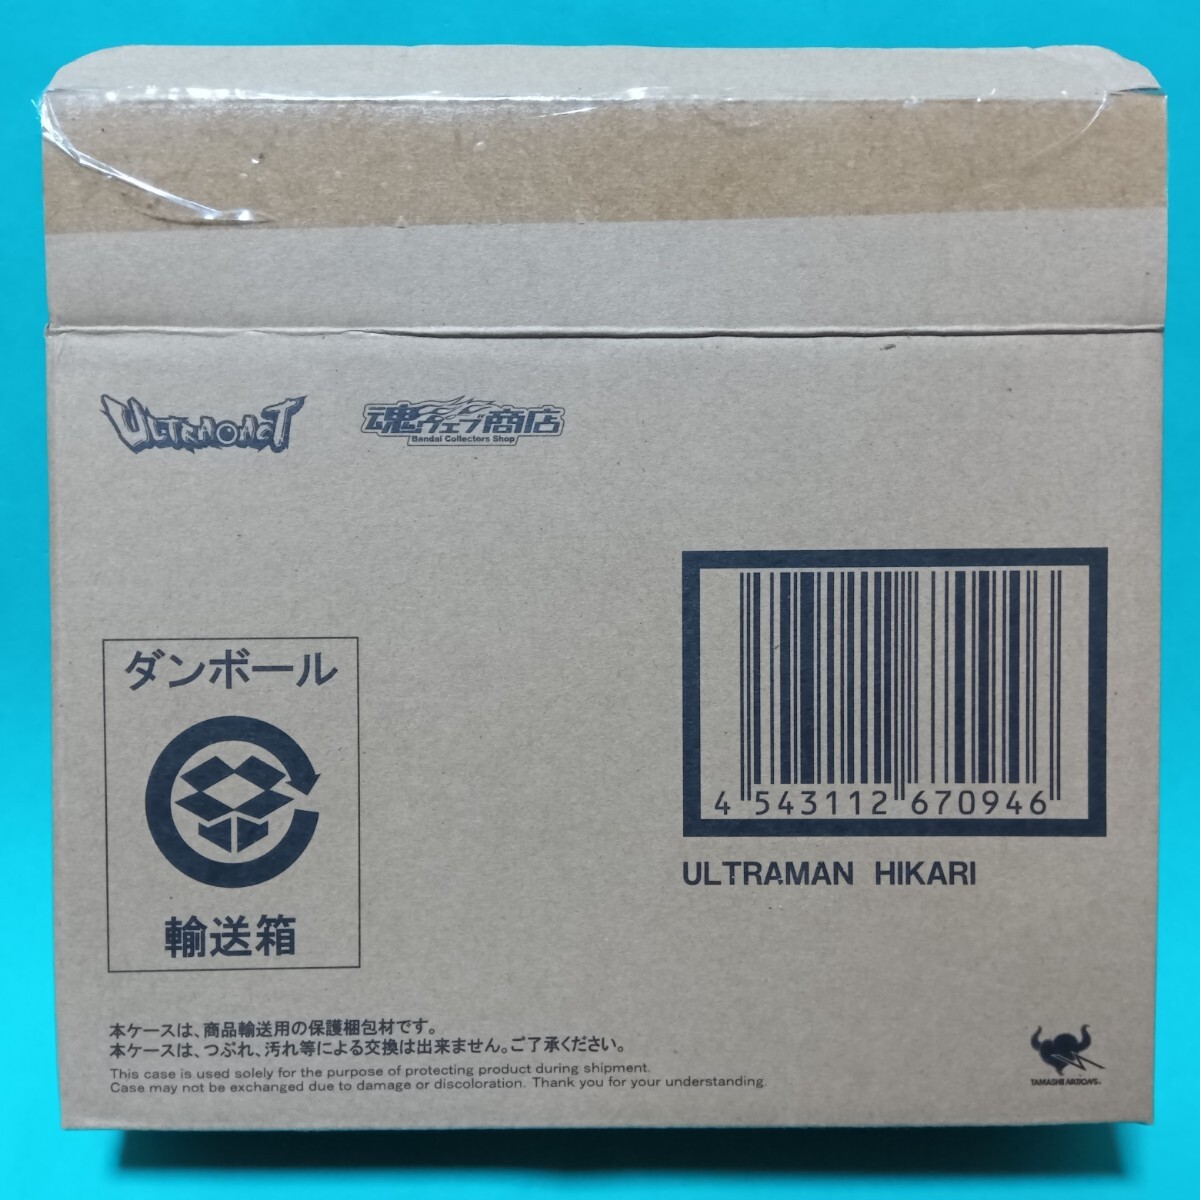 ULTRA-ACT
魂ウェブ商店
Bandai Collectors Shop
4 543112 670946
ULTRAMAN HIKARI
ダンボール
輸送箱
本ケースは、商品輸送用の保護梱包材です。
本ケースは、つぶれ、汚れ等による交換は出来ません。ご了承ください。
This case is used solely for the purpose of protecting product during shipment.
Case may not be exchanged due to damage or discoloration. Thank you for your understanding.
TAMASHII NATIONS